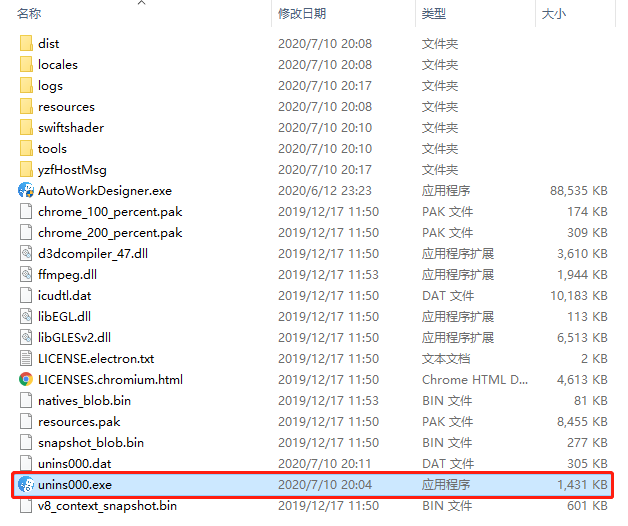 名称 修改日期 类型 大小
dist 2020/7/10 20:08 文件夹
locales 2020/7/10 20:08 文件夹
logs 2020/7/10 20:17 文件夹
resources 2020/7/10 20:08 文件夹
swiftshader 2020/7/10 20:10 文件夹
tools 2020/7/10 20:10 文件夹
yzfHostMsg 2020/7/10 20:17 文件夹
AutoWorkDesigner.exe 2020/6/12 23:23 应用程序 88,535 KB
chrome_100_percent.pak 2019/12/17 11:50 PAK 文件 174 KB
chrome_200_percent.pak 2019/12/17 11:50 PAK 文件 309 KB
d3dcompiler_47.dll 2019/12/17 11:50 应用程序扩展 3,610 KB
ffmpeg.dll 2019/12/17 11:53 应用程序扩展 1,944 KB
icudtl.dat 2019/12/17 11:50 DAT 文件 10,183 KB
libEGL.dll 2019/12/17 11:50 应用程序扩展 113 KB
libGLESv2.dll 2019/12/17 11:50 应用程序扩展 6,513 KB
LICENSE.electron.txt 2019/12/17 11:50 文本文档 2 KB
LICENSES.chromium.html 2019/12/17 11:50 Chrome HTML D... 4,613 KB
natives_blob.bin 2019/12/17 11:50 BIN 文件 81 KB
resources.pak 2019/12/17 11:50 PAK 文件 8,455 KB
snapshot_blob.bin 2019/12/17 11:50 BIN 文件 277 KB
unins000.dat 2020/7/10 20:11 DAT 文件 305 KB
unins000.exe 2020/7/10 20:04 应用程序 1,431 KB
v8_context_snapshot.bin 2019/12/17 11:50 BIN 文件 601 KB